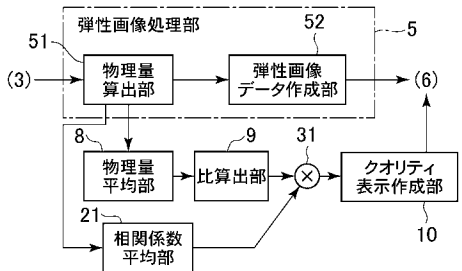 弾性画像処理部
5
51
52
(3)
物理量
算出部
弾性画像
データ作成部
(6)
8
9
31
物理量
平均部
比算出部
×
クオリティ
表示作成部
21
相関係数
平均部
10